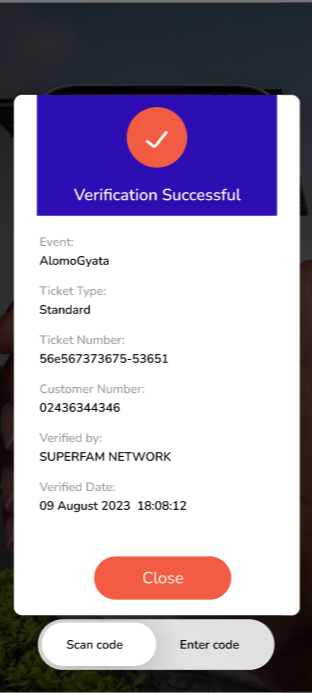 Verification Successful
Event:
AlomoGyata
Ticket Type:
Standard
Ticket Number:
56e567373675-53651
Customer Number:
02436344346
Verified by:
SUPERFAM NETWORK
Verified Date:
09 August 2023  18:08:12
Close
Scan code Enter code